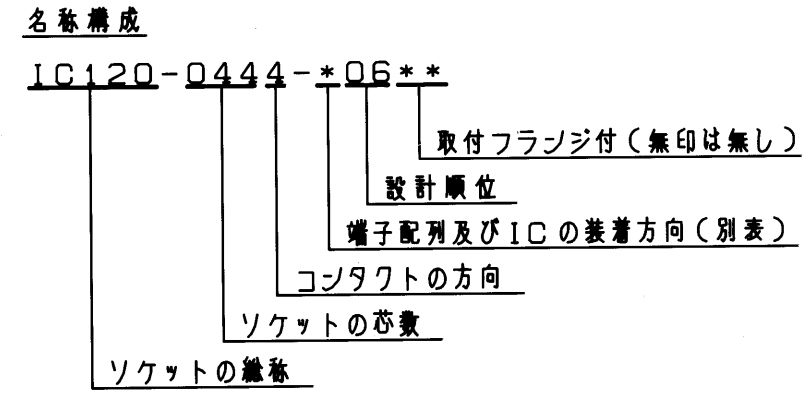 名称構成
IC120-0444-*06**
取付フランジ付(無印は無し)
設計順位
端子配列及びICの装着方向(別表)
コンタクトの方向
ソケットの芯数
ソケットの総称